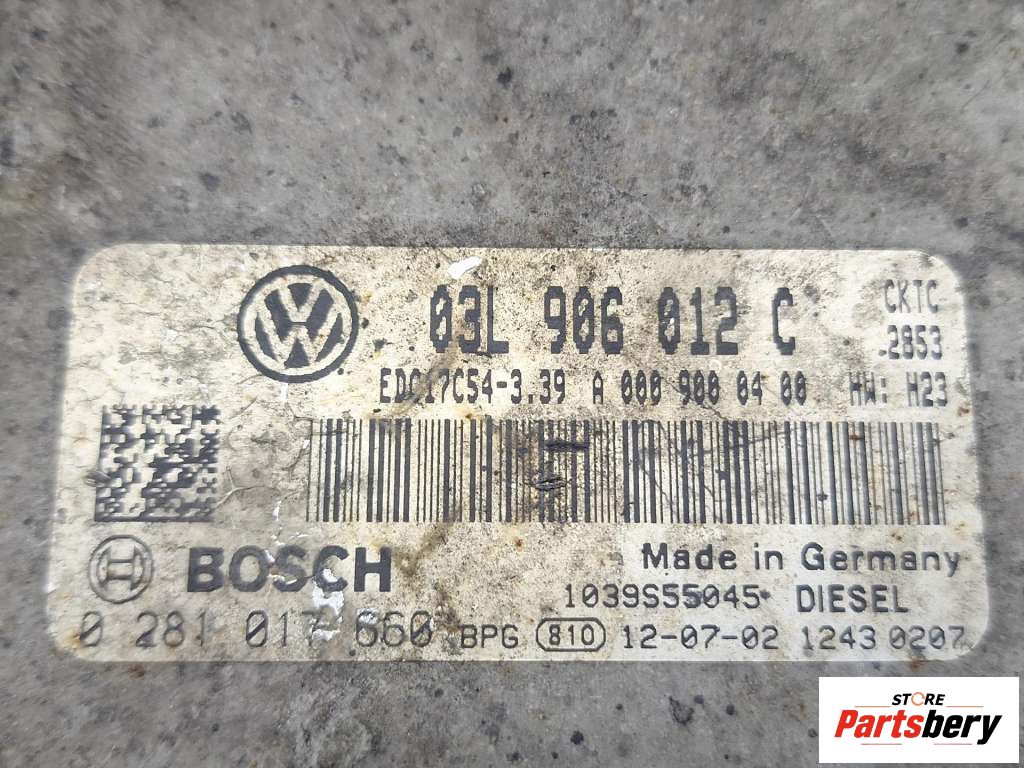 03L 906 012 C
CKTC
2853
EDC17C54-3.39 A 000 900 04 00 HW: H23
BOSCH
Made in Germany
1039S55045 DIESEL
0 281 017 660 BPG 810 12-07-02 1243 0207
STORE
Partsbery